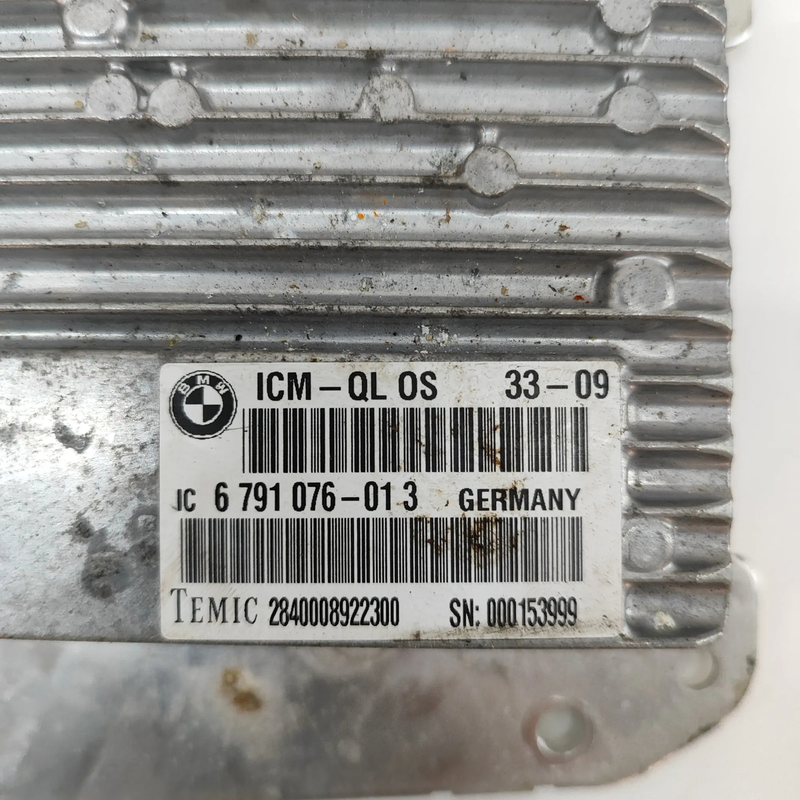 BMW
ICM-QL OS 33-09
JC 6 791 076-01 3 GERMANY
TEMIC 2840008922300 SN: 000153999